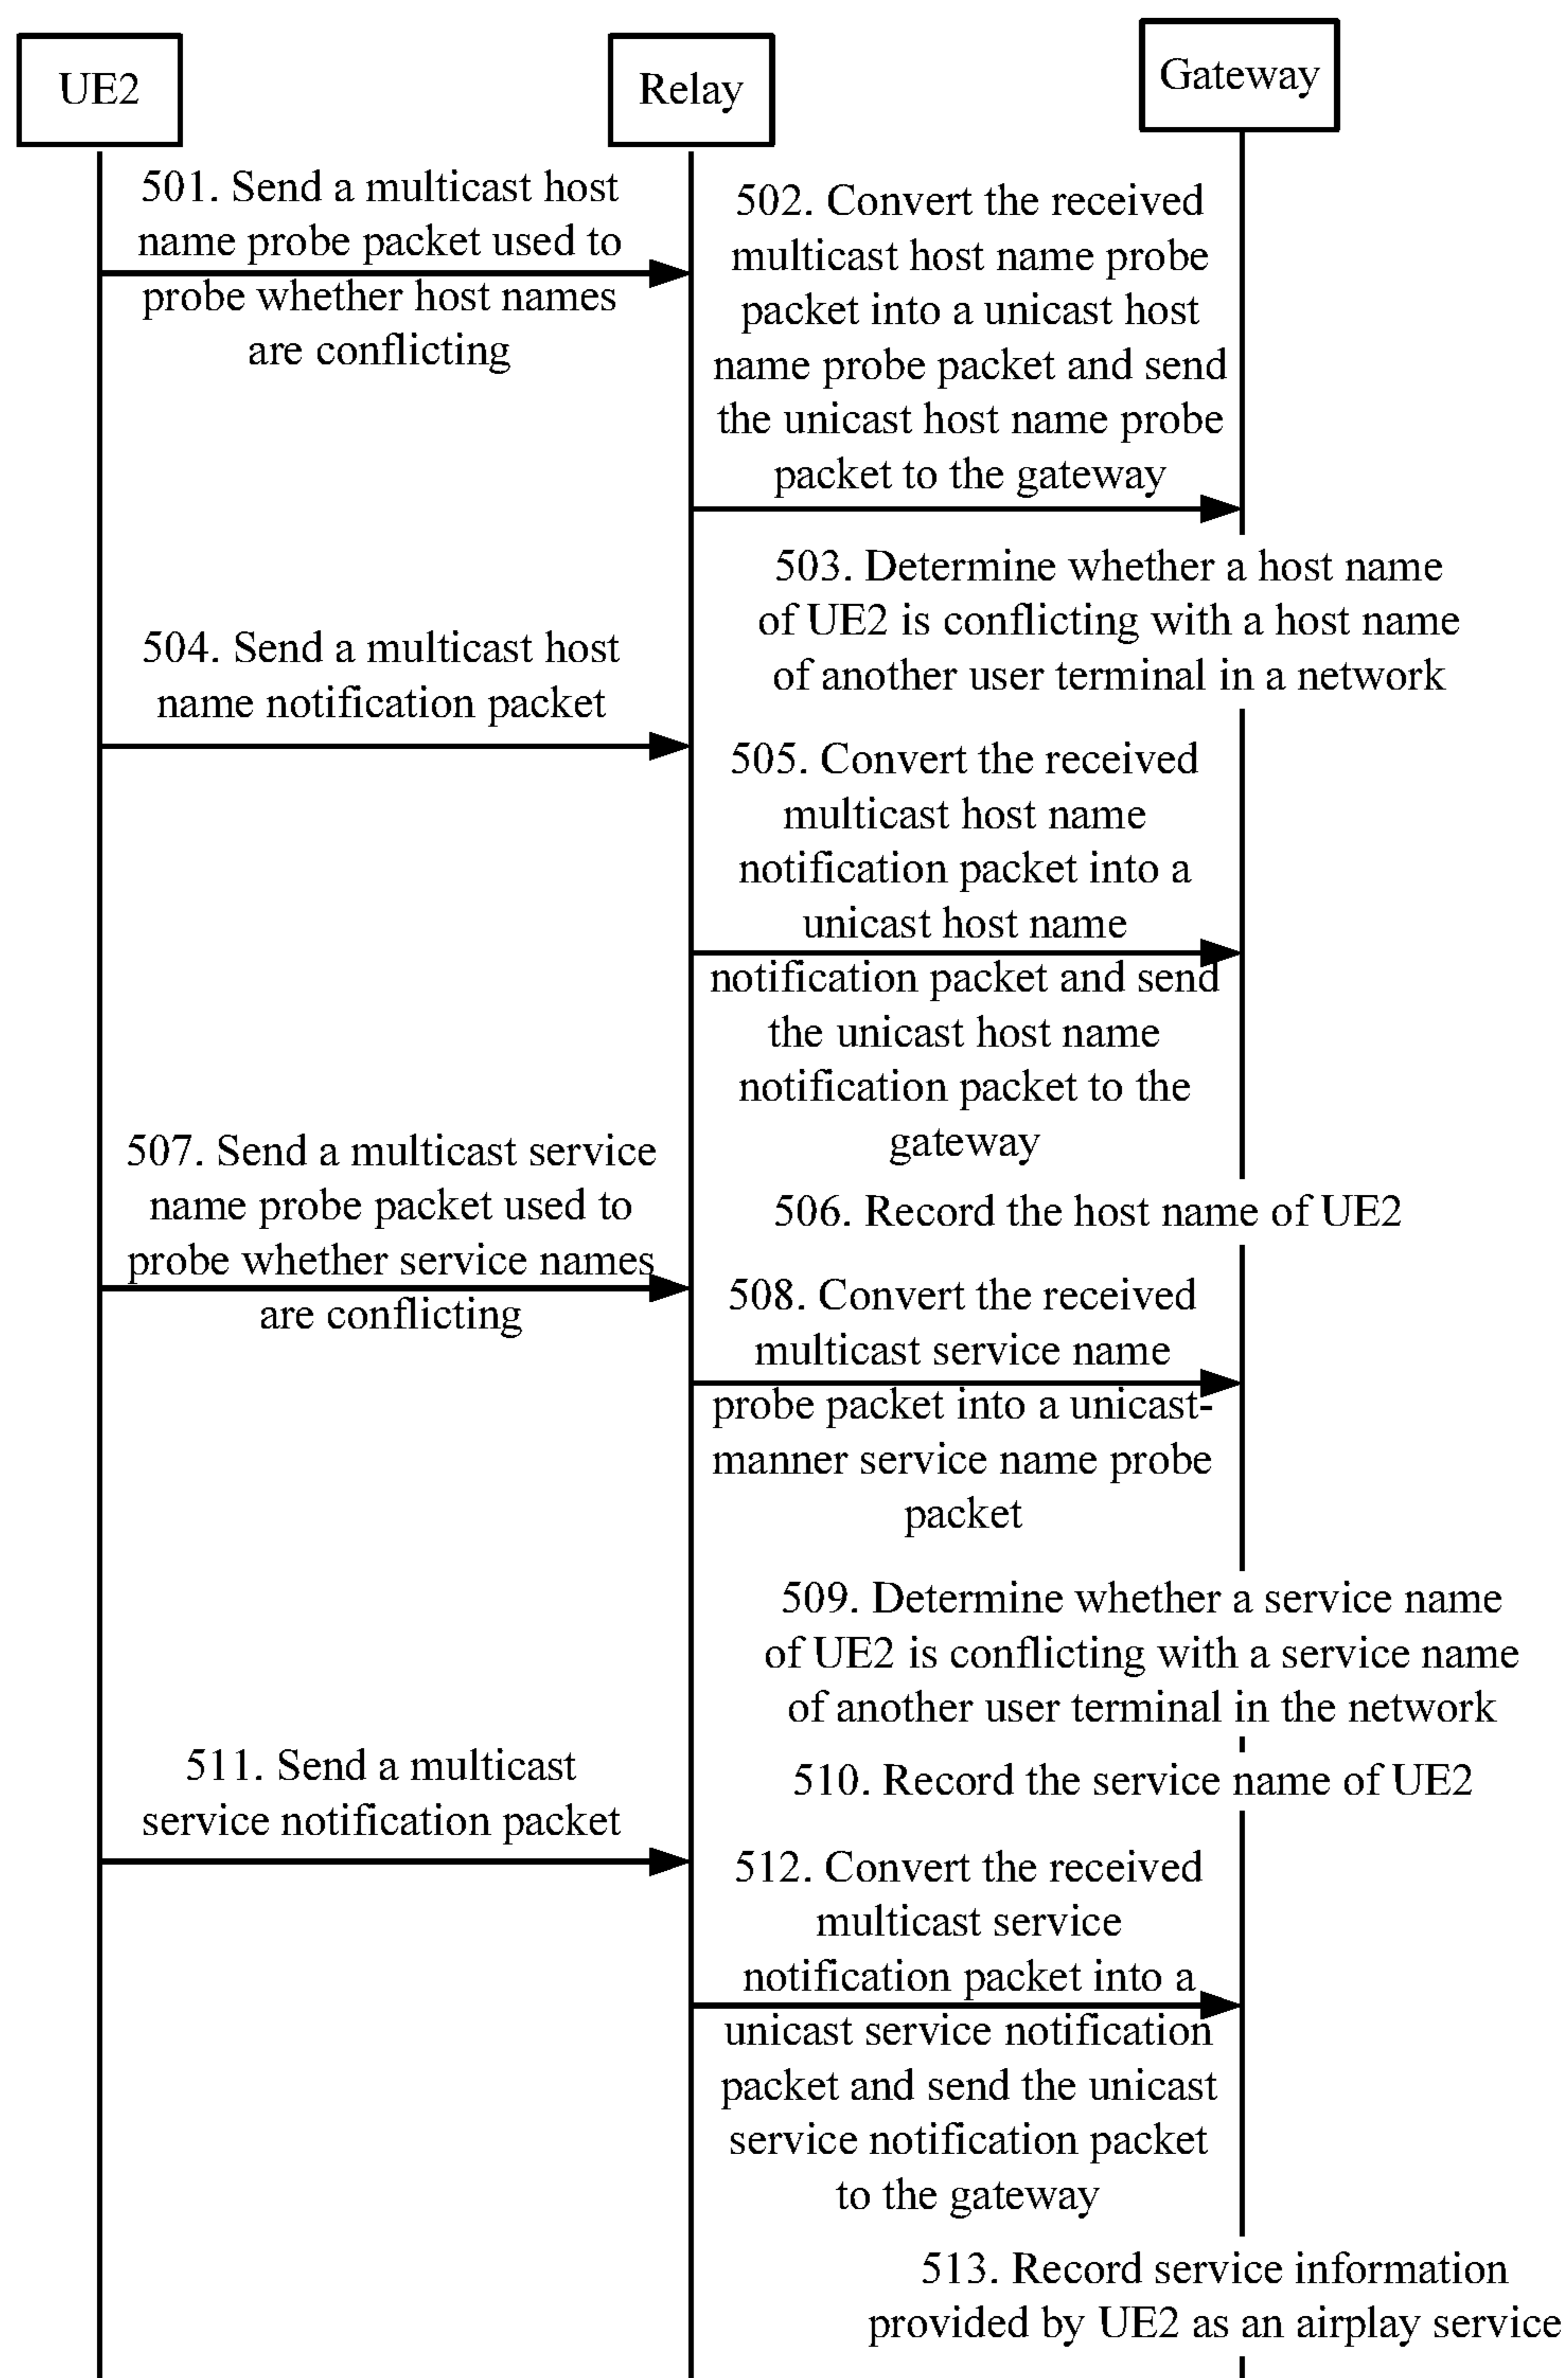 UE2
Relay
Gateway
501. Send a multicast host
name probe packet used to
probe whether host names
are conflicting
502. Convert the received
multicast host name probe
packet into a unicast host
name probe packet and send
the unicast host name probe
packet to the gateway
503. Determine whether a host name
of UE2 is conflicting with a host name
of another user terminal in a network
504. Send a multicast host
name notification packet
505. Convert the received
multicast host name
notification packet into a
unicast host name
notification packet and send
the unicast host name
notification packet to the
gateway
506. Record the host name of UE2
507. Send a multicast service
name probe packet used to
probe whether service names
are conflicting
508. Convert the received
multicast service name
probe packet into a unicast-
manner service name probe
packet
509. Determine whether a service name
of UE2 is conflicting with a service name
of another user terminal in the network
510. Record the service name of UE2
511. Send a multicast
service notification packet
512. Convert the received
multicast service
notification packet into a
unicast service notification
packet and send the unicast
service notification packet
to the gateway
513. Record service information
provided by UE2 as an airplay service